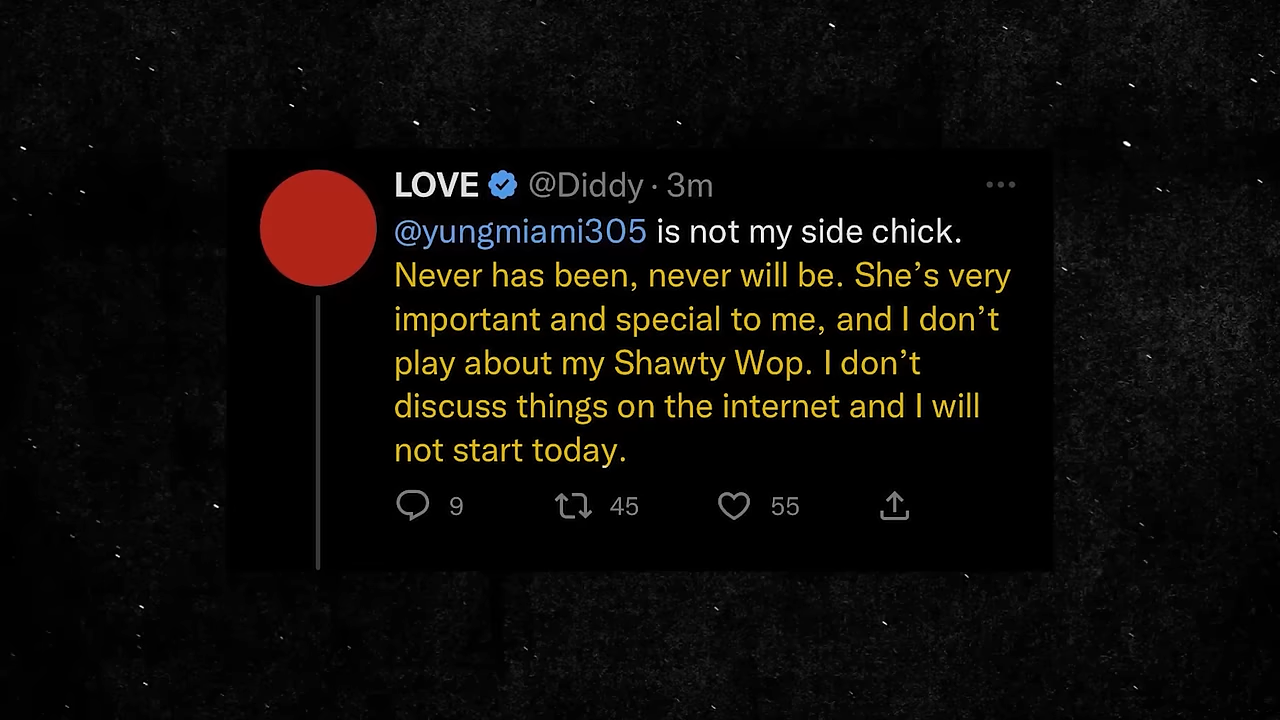 LOVE @Diddy · 3m
@yungmiami305 is not my side chick.
Never has been, never will be. She’s very
important and special to me, and I don’t
play about my Shawty Wop. I don’t
discuss things on the internet and I will
not start today.
9 45 55